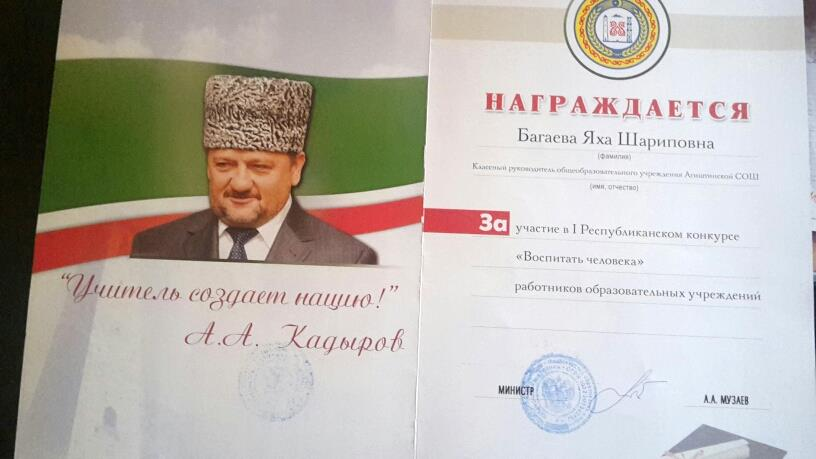 "Учитель создает нацию!"
А.А. Кадыров
НАГРАЖДАЕТСЯ
Багаева Яха Шариповна
(фамилия)
Классный руководитель общеобразовательного учреждения Агиштинской СОШ
(имя, отчество)
За участие в I Республиканском конкурсе
«Воспитать человека»
работников образовательных учреждений
МИНИСТР А.А. МУЗАЕВ